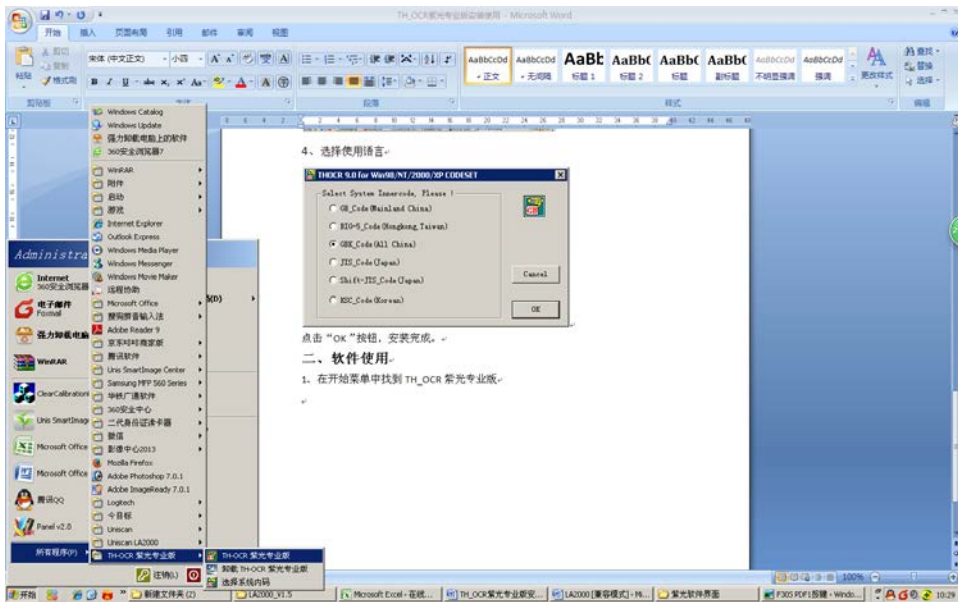 TH_OCR紫光专业版安装使用 - Microsoft Word
开始 插入 页面布局 引用 邮件 审阅 视图
粘贴 剪切 复制 格式刷
宋体 (中文正文) 小四
AaBbCcDd AaBbCcDd AaBb AaBbC AaBbC AaBbC AaBbCcDd AaBbCcDd
正文 无间隔 标题 1 标题 2 标题 副标题 不明显强调 强调 更改样式
查找
替换
选择
剪贴板 字体 段落 样式 编辑
4、选择使用语言
THOCR 9.0 for Win98/NT/2000/XP CODESET
Select System Innercode, Please !
GB_Code(Mainland China)
BIG-5_Code(Hongkong, Taiwan)
GBK_Code(All China)
JIS_Code(Japan)
Shift-JIS_Code(Japan)
KSC_Code(Korean)
Cancel
OK
点击“OK”按钮，安装完成。
二、软件使用
1、在开始菜单中找到 TH_OCR 紫光专业版
Windows Catalog
Windows Update
强力卸载电脑上的软件
360安全浏览器7
WinRAR
附件
启动
游戏
Internet Explorer
Outlook Express
Windows Media Player
Windows Messenger
Windows Movie Maker
远程协助
Microsoft Office
搜狗拼音输入法
Adobe Reader 9
京东咚咚商家版
腾讯软件
Unis SmartImage Center
Samsung MFP 560 Series
华铁广通软件
360安全中心
二代身份证读卡器
微信
影像中心2013
Mozilla Firefox
Adobe Photoshop 7.0.1
Adobe ImageReady 7.0.1
Logitech
今目标
Uniscan
Uniscan LA2000
TH-OCR 紫光专业版
TH-OCR 紫光专业版
卸载 TH-OCR 紫光专业版
选择系统内码
Administra
Internet
360安全浏览器
电子邮件
Foxmail
强力卸载电脑
WinRAR
ClearCalibration
Unis SmartImag
Microsoft Office
Microsoft Office
腾讯QQ
Panel v2.0
所有程序(P)
注销(L)
100%
开始 新建文件夹 (2) LA2000_V1.5 Microsoft Excel - 在线... TH_OCR紫光专业版安... LA2000 [兼容模式] - Mi... 紫光软件界面 F305 PDF1按键 - Windo... 10:29